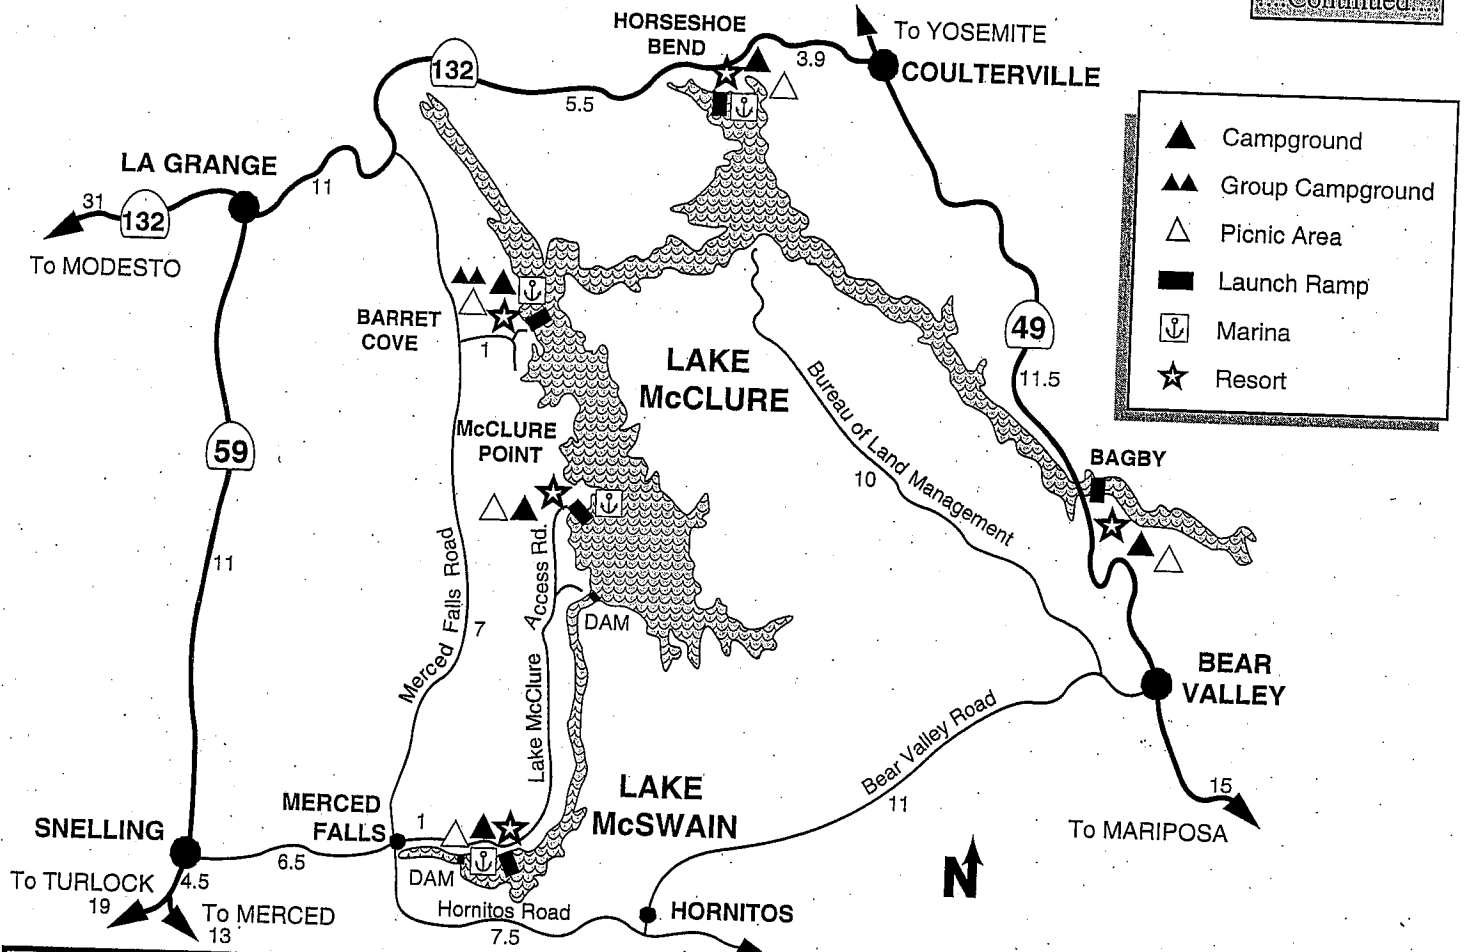 Continued
HORSESHOE
BEND
To YOSEMITE
COULTERVILLE
132
3.9
5.5
LA GRANGE
11
31
132
To MODESTO
Campground
Group Campground
Picnic Area
Launch Ramp
Marina
Resort
BARRET
COVE
1
LAKE
McCLURE
49
11.5
Bureau of Land Management
10
McCLURE
POINT
BAGBY
59
11
Merced Falls Road
7
Lake McClure Access Rd.
DAM
BEAR
VALLEY
Bear Valley Road
11
15
To MARIPOSA
MERCED
FALLS
1
LAKE
McSWAIN
SNELLING
6.5
4.5
To TURLOCK
19
To MERCED
13
DAM
Hornitos Road
7.5
HORNITOS
N